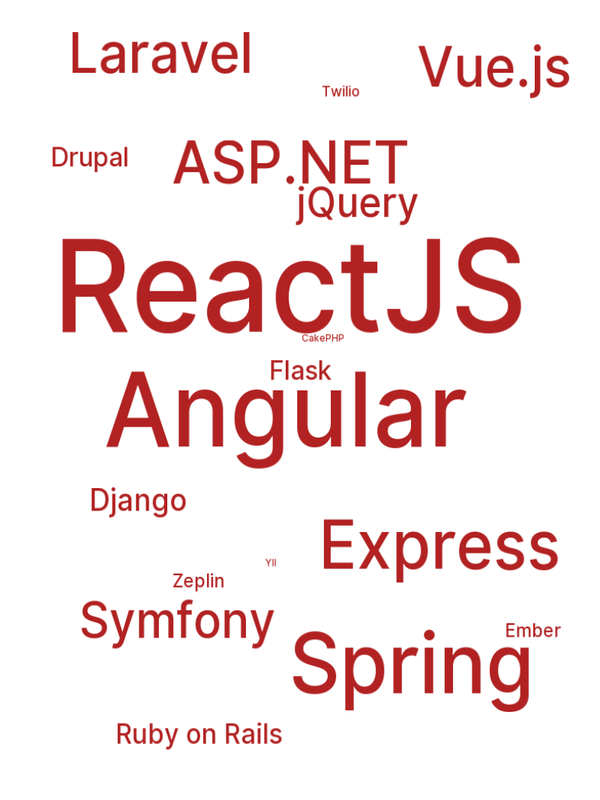 Laravel
Vue.js
Twilio
Drupal
ASP.NET
jQuery
ReactJS
CakePHP
Flask
Angular
Django
Express
YII
Zeplin
Symfony
Ember
Spring
Ruby on Rails